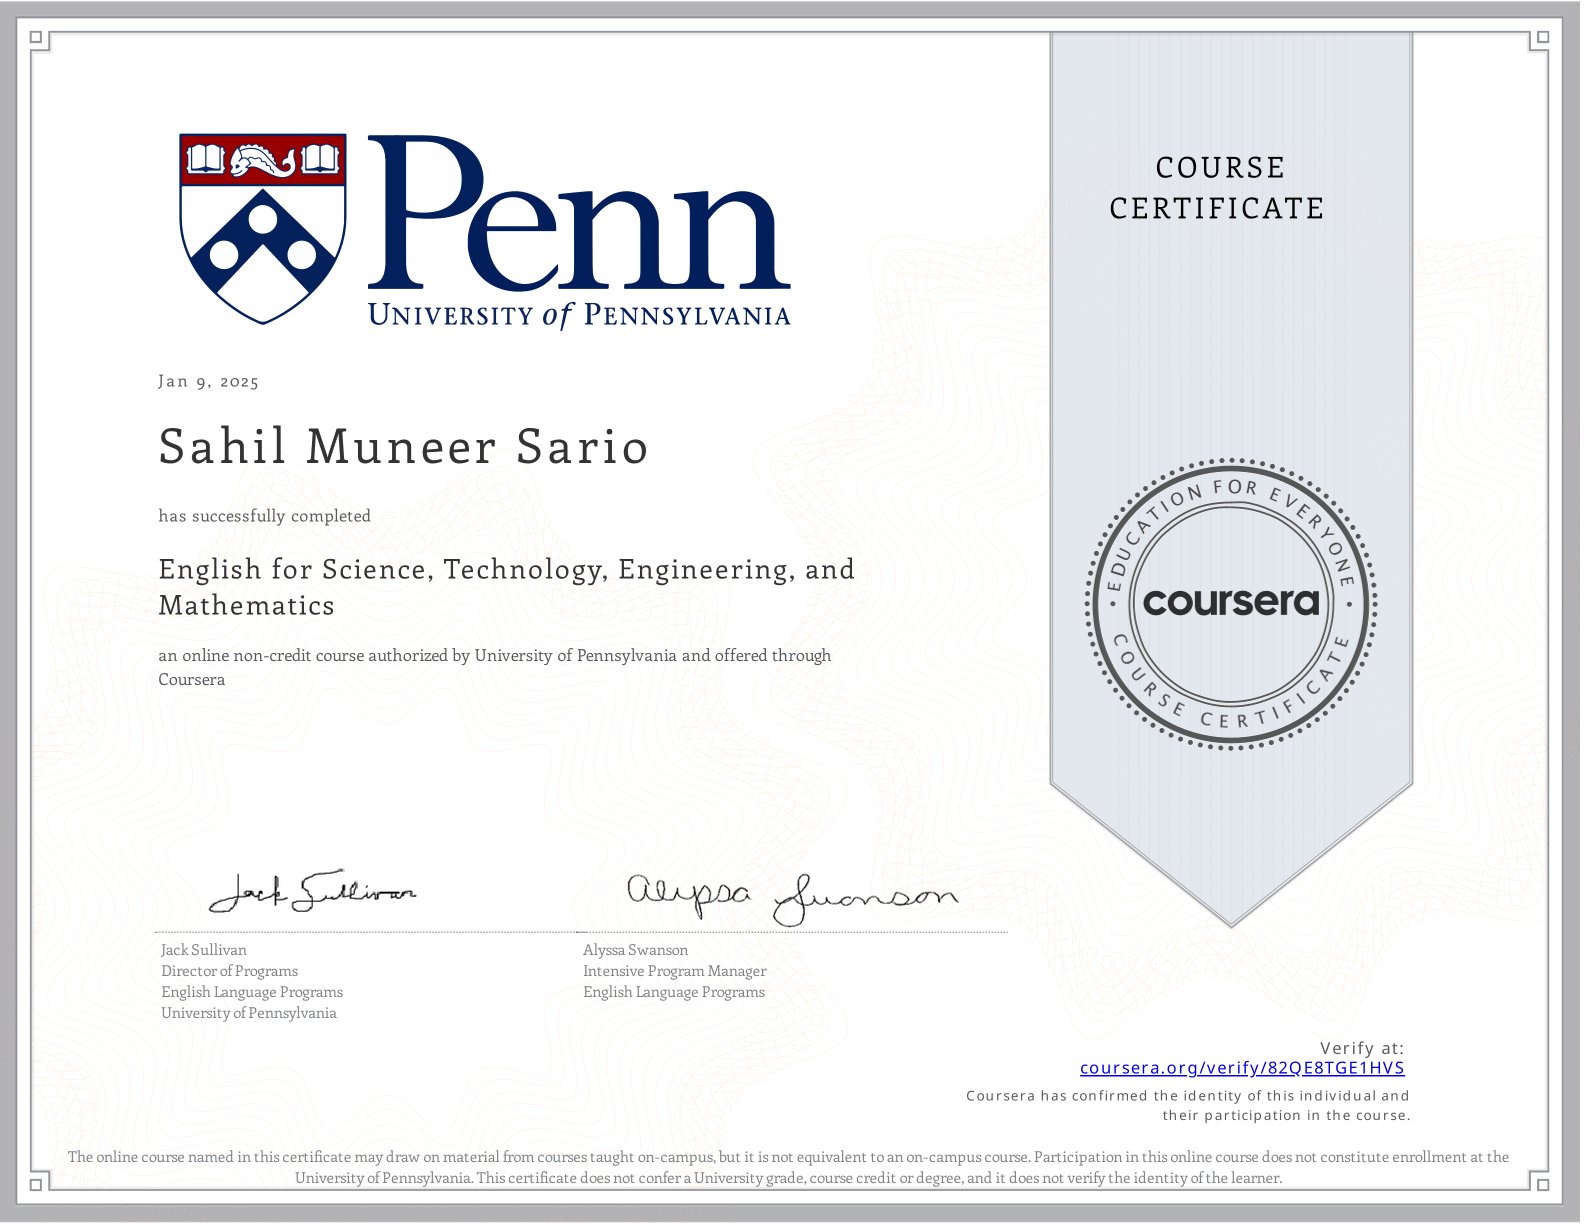 Penn
UNIVERSITY of PENNSYLVANIA
COURSE
CERTIFICATE
Jan 9, 2025
Sahil Muneer Sario
has successfully completed
English for Science, Technology, Engineering, and
Mathematics
an online non-credit course authorized by University of Pennsylvania and offered through
Coursera
EDUCATION FOR EVERYONE
coursera
COURSE CERTIFICATE
Jack Sullivan
Alyssa Swanson
Jack Sullivan
Director of Programs
English Language Programs
University of Pennsylvania
Alyssa Swanson
Intensive Program Manager
English Language Programs
Verify at:
coursera.org/verify/82QE8TGE1HVS
Coursera has confirmed the identity of this individual and
their participation in the course.
The online course named in this certificate may draw on material from courses taught on-campus, but it is not equivalent to an on-campus course. Participation in this online course does not constitute enrollment at the
University of Pennsylvania. This certificate does not confer a University grade, course credit or degree, and it does not verify the identity of the learner.